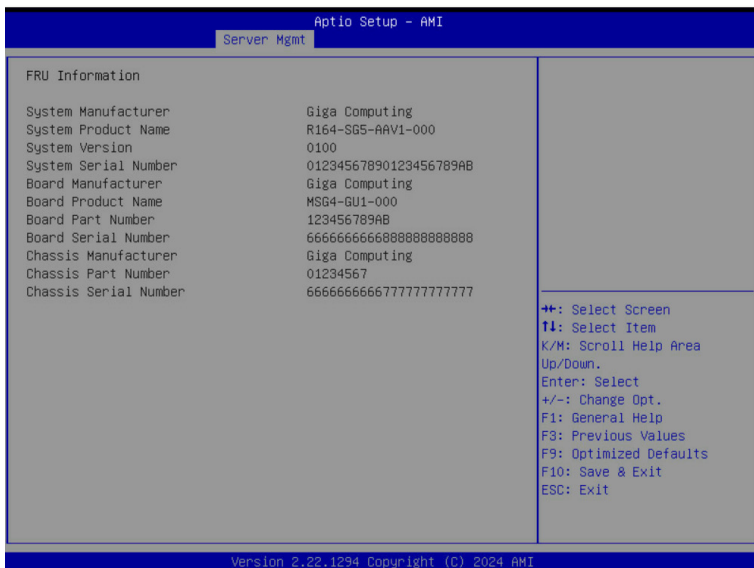 Aptio Setup – AMI
Server Mgmt
FRU Information
System Manufacturer Giga Computing
System Product Name R164-SG5-AAV1-000
System Version 0100
System Serial Number 01234567890123456789AB
Board Manufacturer Giga Computing
Board Product Name MSG4-GU1-000
Board Part Number 123456789AB
Board Serial Number 6666666666888888888888
Chassis Manufacturer Giga Computing
Chassis Part Number 01234567
Chassis Serial Number 6666666666777777777777
→←: Select Screen
↑↓: Select Item
K/M: Scroll Help Area
Up/Down.
Enter: Select
+/-: Change Opt.
F1: General Help
F3: Previous Values
F9: Optimized Defaults
F10: Save & Exit
ESC: Exit
Version 2.22.1294 Copyright (C) 2024 AMI